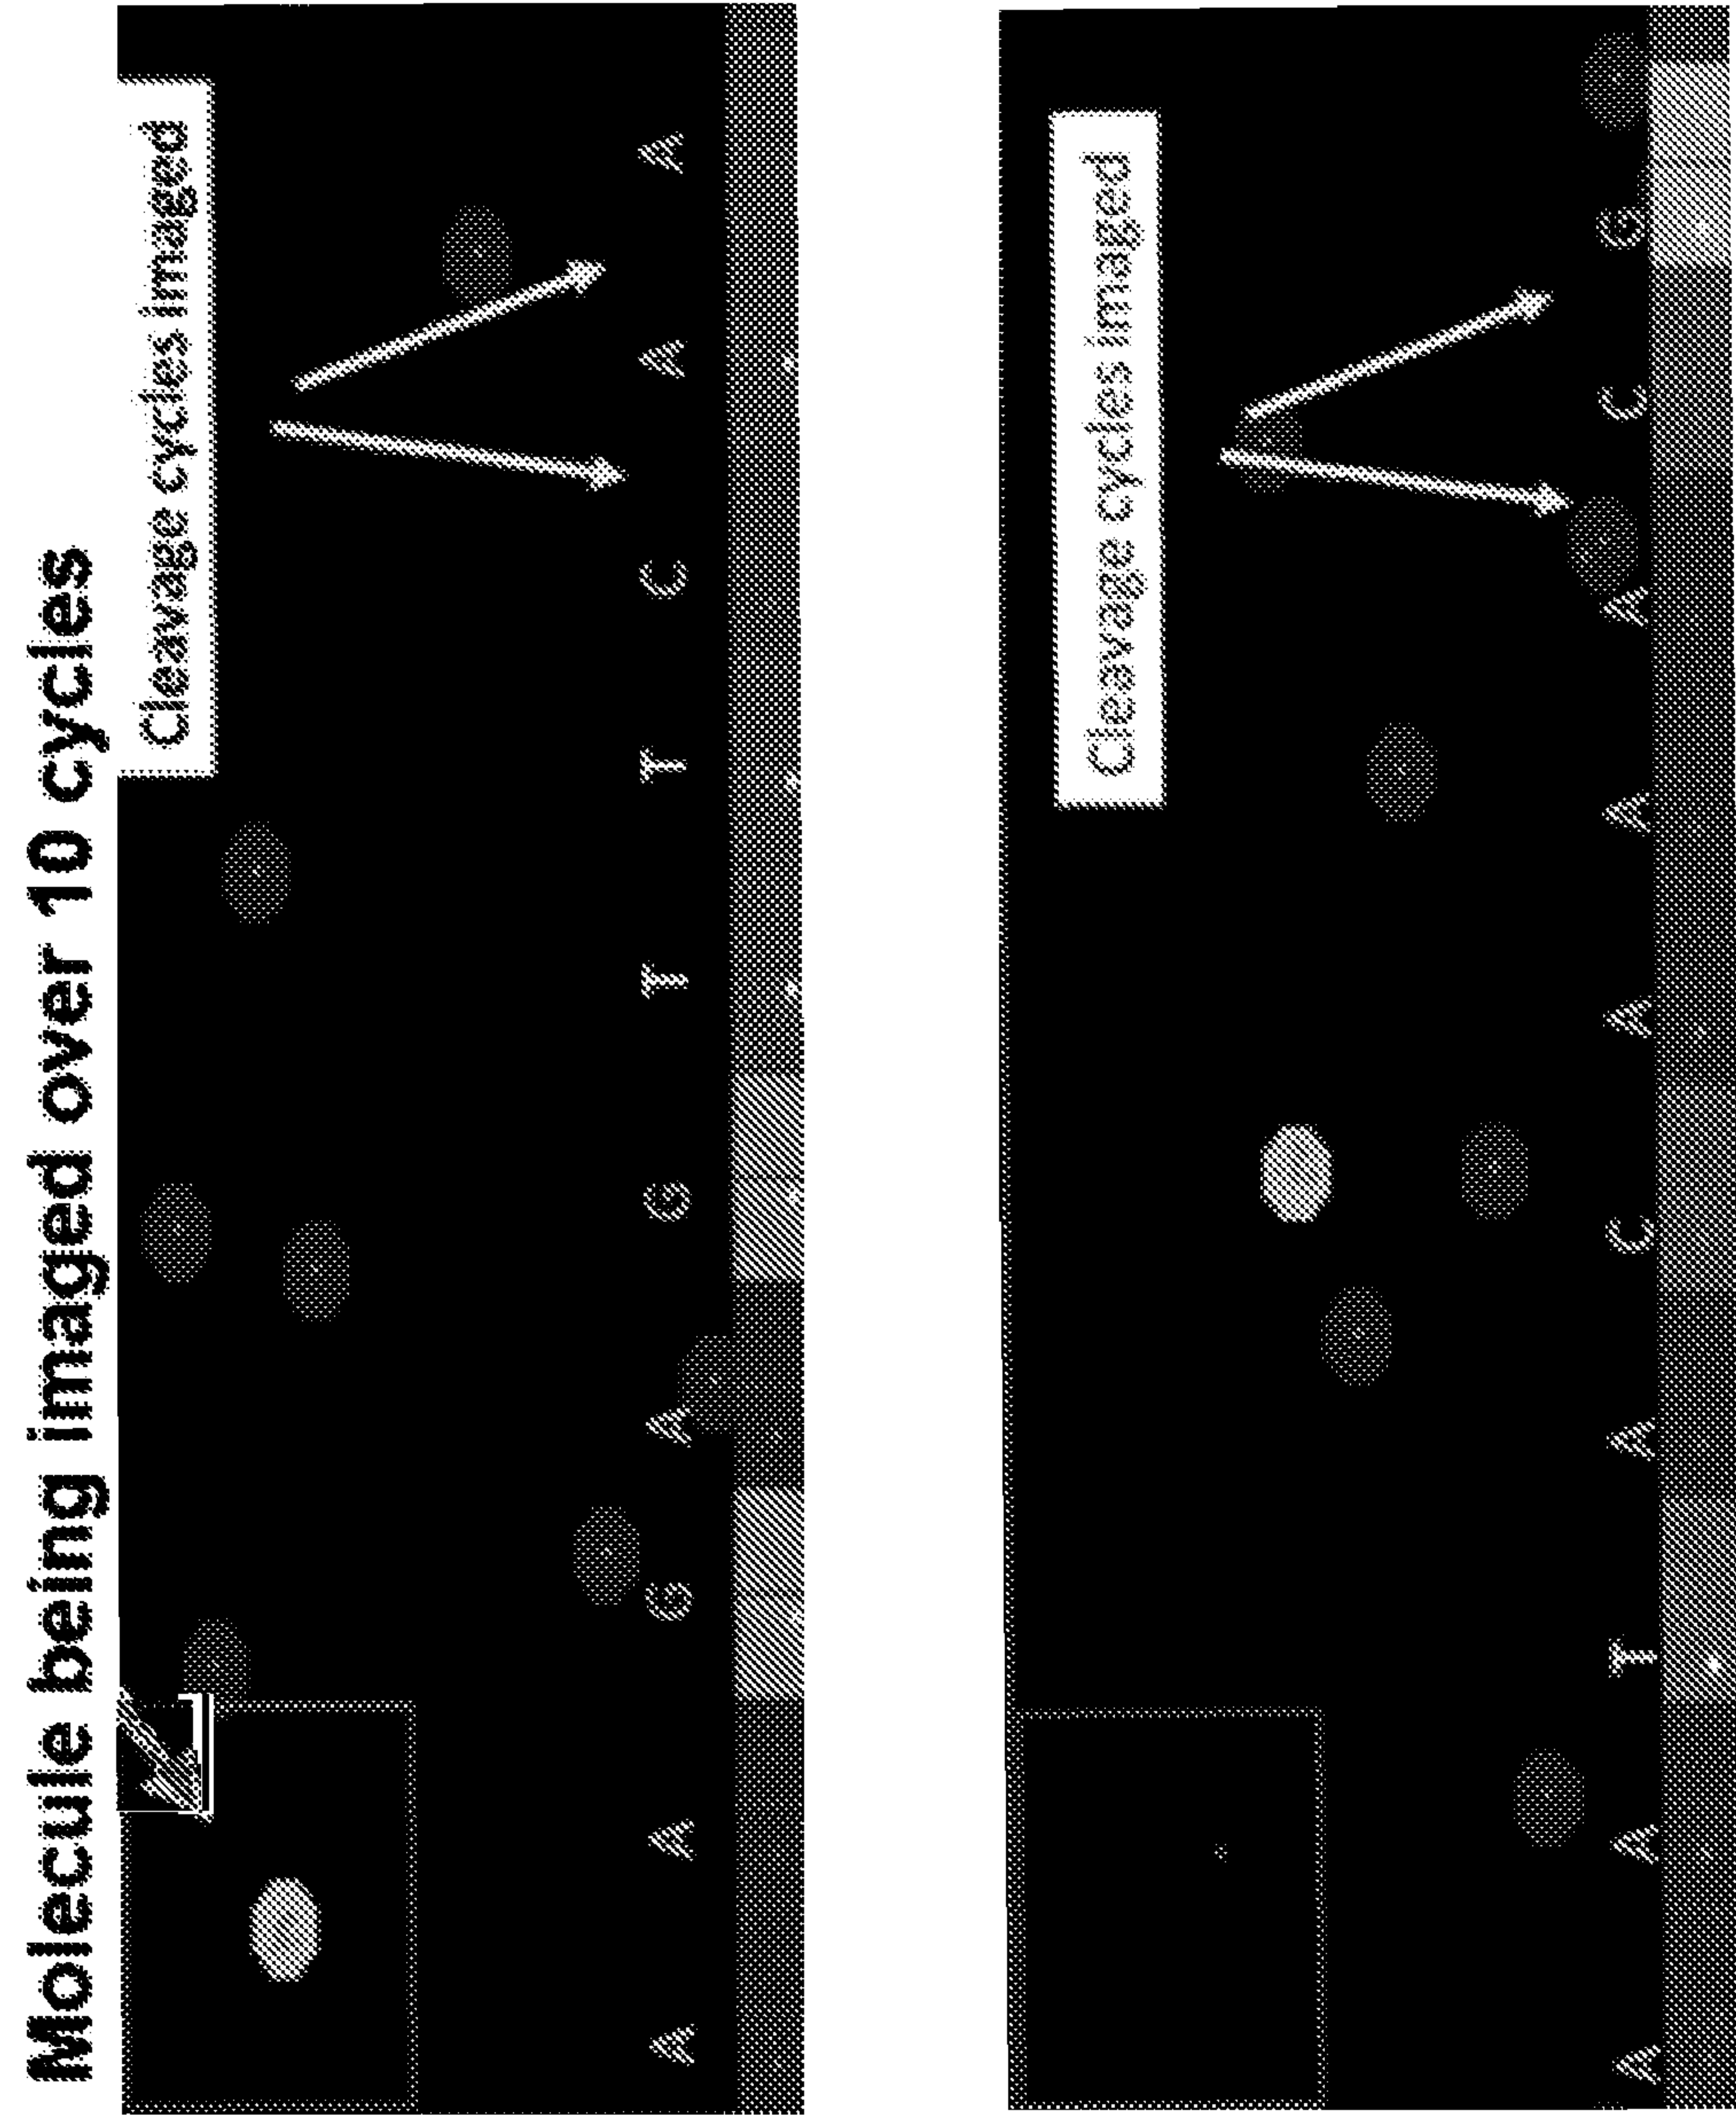 Molecule being imaged over 10 cycles
Cleavage cycles imaged
A A G A G T T C A A
Cleavage cycles imaged
A A T A C A A A C G